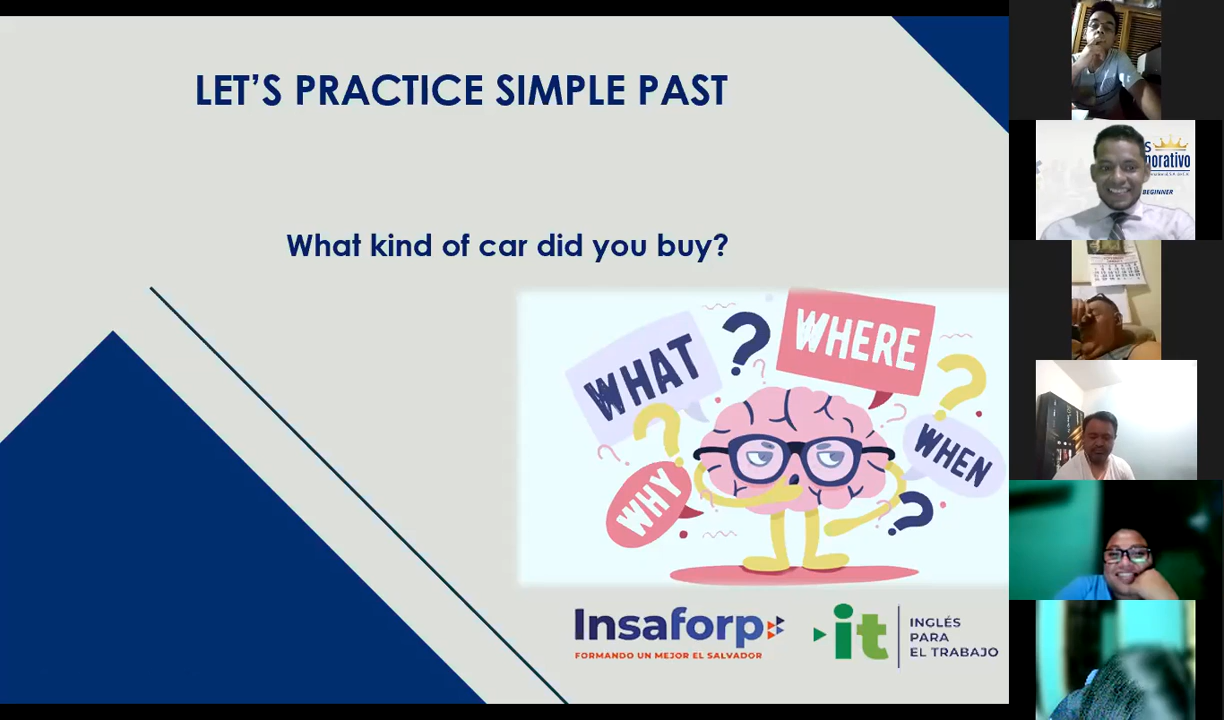 LET'S PRACTICE SIMPLE PAST
What kind of car did you buy?
WHAT
WHERE
WHY
WHEN
Insaforp
FORMANDO UN MEJOR EL SALVADOR
it
INGLÉS
PARA
EL TRABAJO
BEGINNER